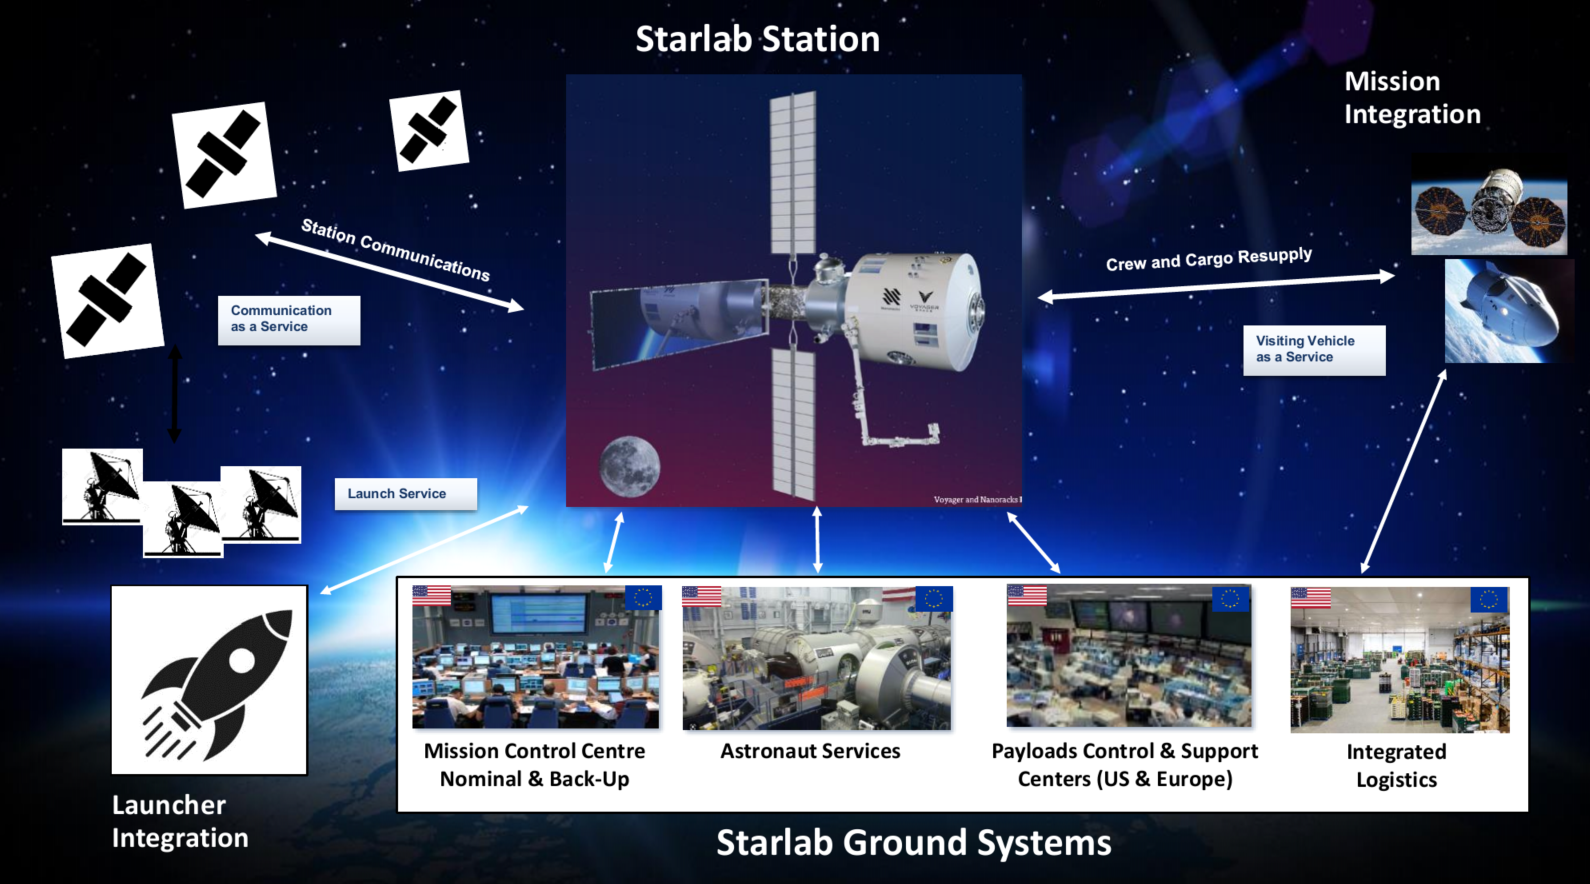 Starlab Station
Mission
Integration
Station Communications
Communication
as a Service
Crew and Cargo Resupply
Visiting Vehicle
as a Service
VOYAGER
SPACE
Voyager and Nanoracks
Launch Service
Launcher
Integration
Mission Control Centre
Nominal & Back-Up
Astronaut Services
Payloads Control & Support
Centers (US & Europe)
Integrated
Logistics
Starlab Ground Systems